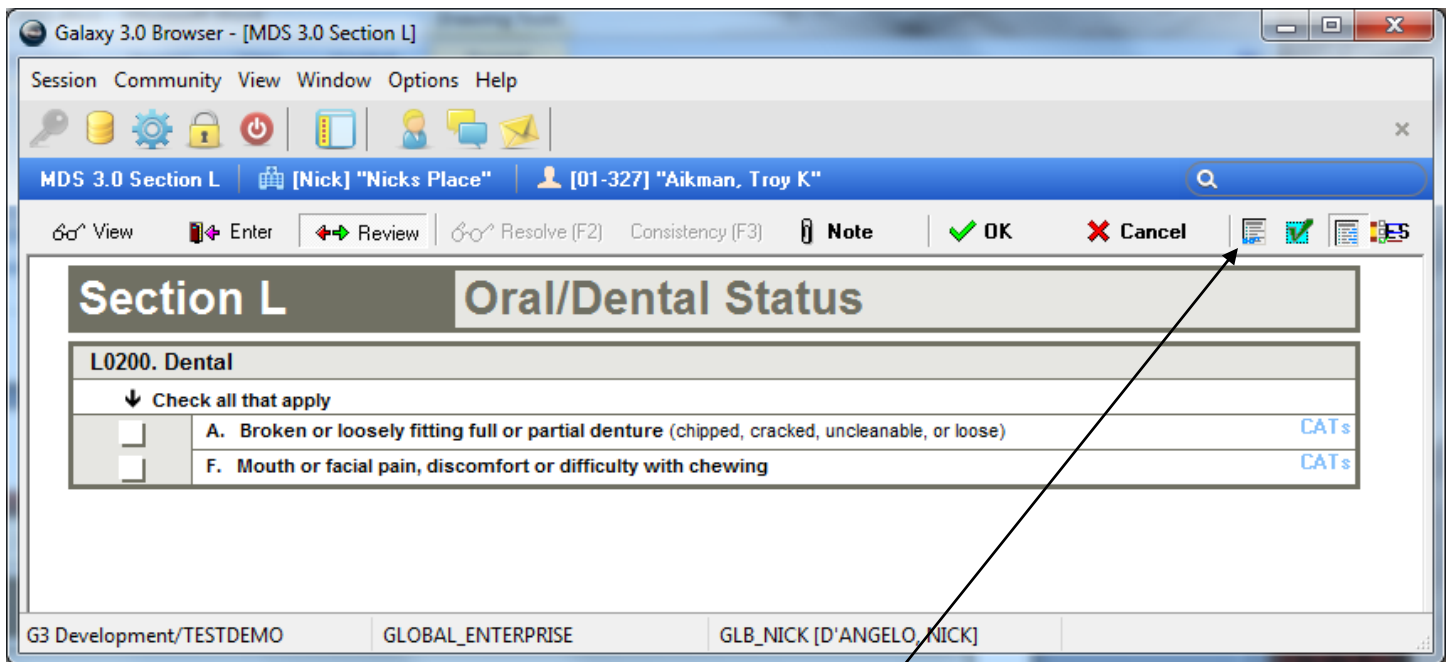 Galaxy 3.0 Browser - [MDS 3.0 Section L]
Session Community View Window Options Help
MDS 3.0 Section L [Nick] "Nicks Place" [01-327] "Aikman, Troy K"
View Enter Review Resolve (F2) Consistency (F3) Note OK Cancel
Section L Oral/Dental Status
L0200. Dental
Check all that apply
A. Broken or loosely fitting full or partial denture (chipped, cracked, uncleanable, or loose) CATs
F. Mouth or facial pain, discomfort or difficulty with chewing CATs
G3 Development/TESTDEMO GLOBAL_ENTERPRISE GLB_NICK [D'ANGELO, NICK]